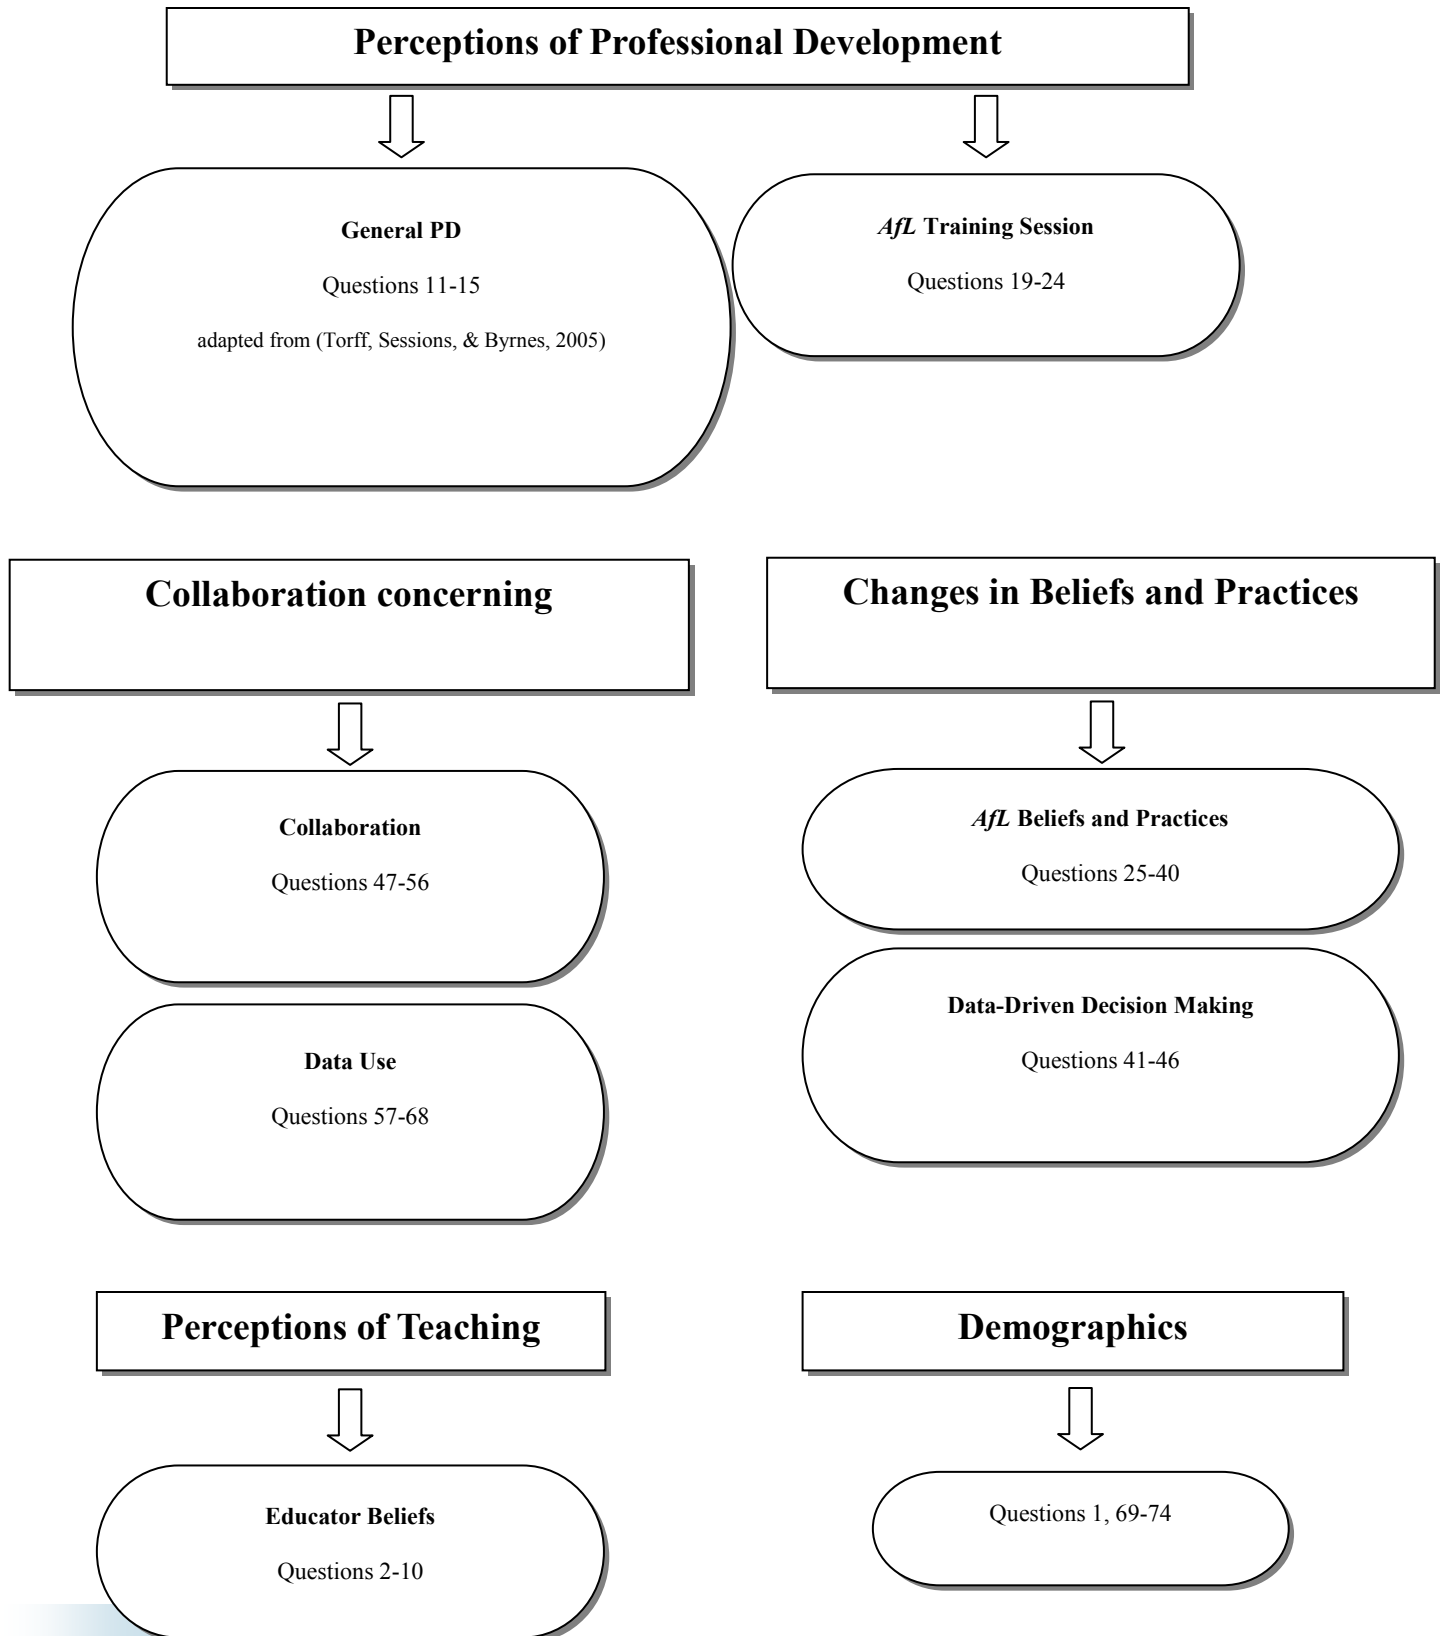 Perceptions of Professional Development
General PD
Questions 11-15
adapted from (Torff, Sessions, & Byrnes, 2005)
AfL Training Session
Questions 19-24
Collaboration concerning
Collaboration
Questions 47-56
Data Use
Questions 57-68
Changes in Beliefs and Practices
AfL Beliefs and Practices
Questions 25-40
Data-Driven Decision Making
Questions 41-46
Perceptions of Teaching
Educator Beliefs
Questions 2-10
Demographics
Questions 1, 69-74